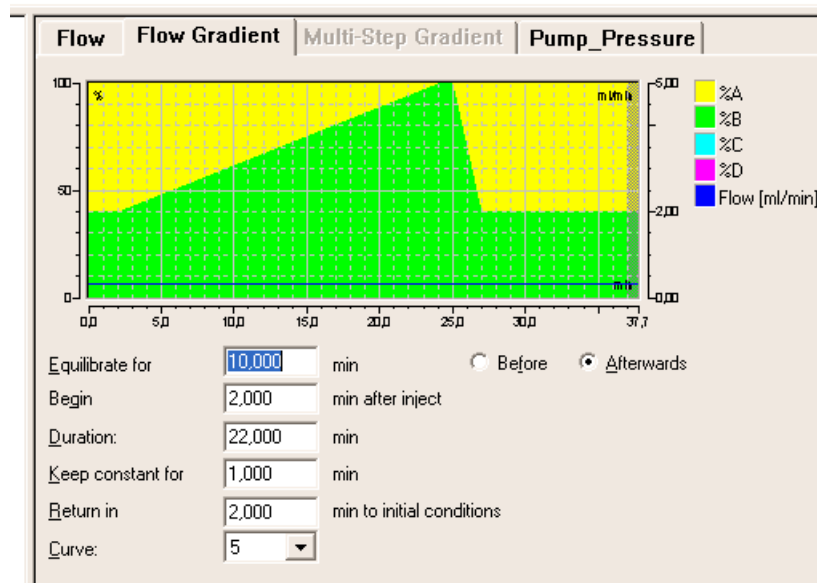 Flow Flow Gradient Multi-Step Gradient Pump_Pressure
100 % ml/min 5,00 %A
%B
%C
50 2,00 %D
Flow [ml/min]
0 min 0,00
0,0 5,0 10,0 15,0 20,0 25,0 30,0 37,7
Equilibrate for 10,000 min Before Afterwards
Begin 2,000 min after inject
Duration: 22,000 min
Keep constant for 1,000 min
Return in 2,000 min to initial conditions
Curve: 5